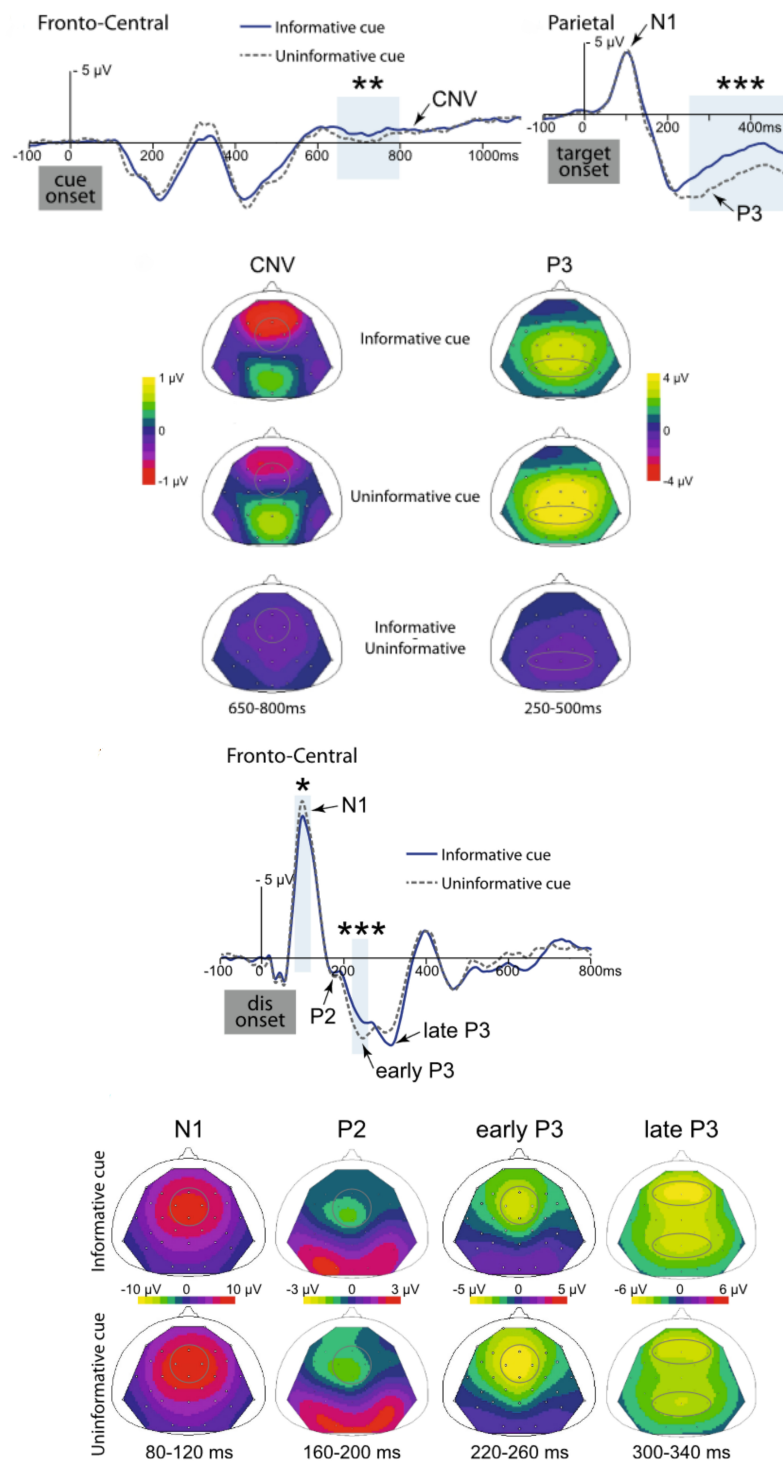 Fronto-Central
Informative cue
Uninformative cue
- 5 µV
**
CNV
-100 0 200 400 600 800 1000ms
cue
onset
Parietal
- 5 µV
N1
***
-100 0 200 400ms
target
onset
P3
CNV
P3
Informative cue
1 µV
0
-1 µV
4 µV
0
-4 µV
Uninformative cue
Informative
-
Uninformative
650-800ms
250-500ms
Fronto-Central
*
N1
Informative cue
Uninformative cue
- 5 µV
***
-100 0 200 400 600 800ms
dis
onset
P2
late P3
early P3
N1
P2
early P3
late P3
Informative cue
-10 µV 0 10 µV
-3 µV 0 3 µV
-5 µV 0 5 µV
-6 µV 0 6 µV
Uninformative cue
80-120 ms
160-200 ms
220-260 ms
300-340 ms